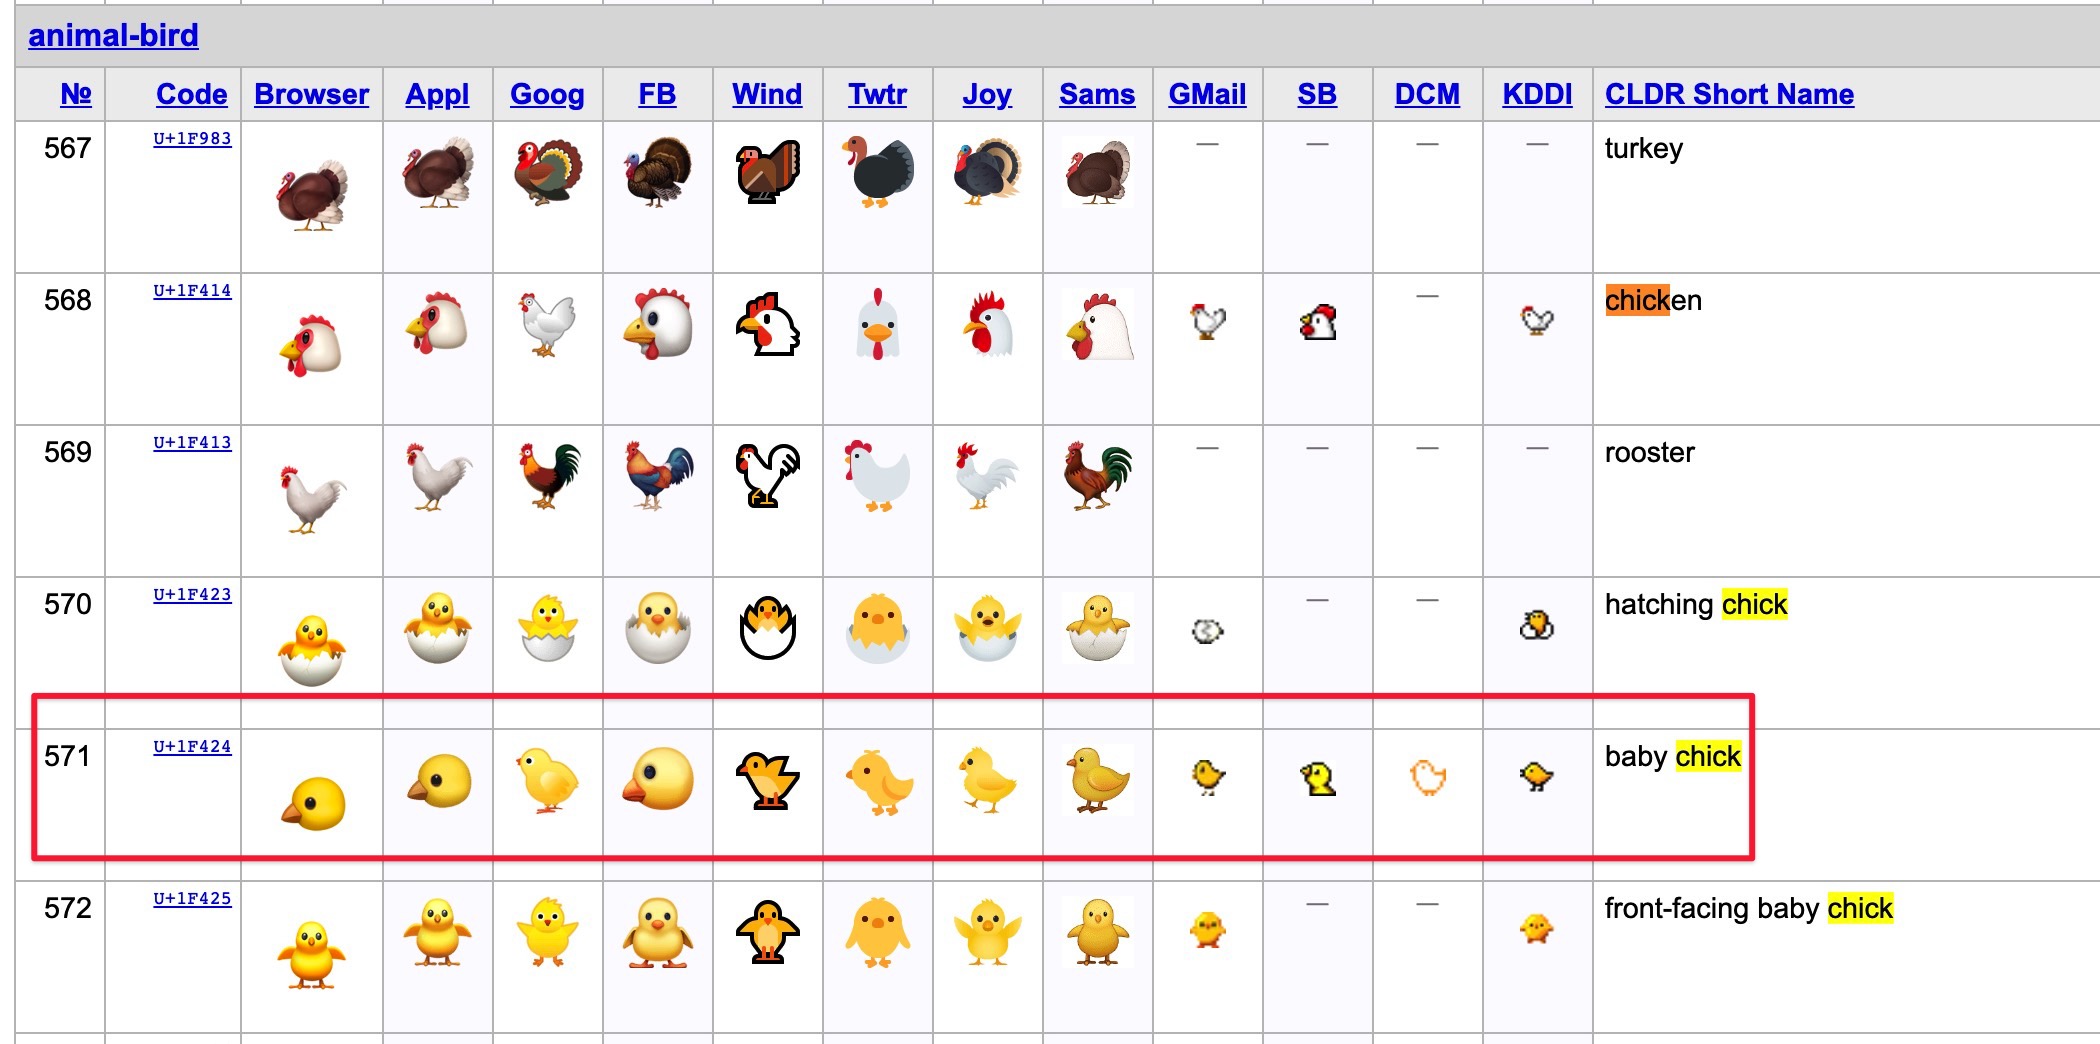 animal-bird
№ Code Browser Appl Goog FB Wind Twtr Joy Sams GMail SB DCM KDDI CLDR Short Name
567 U+1F983 — — — — turkey
568 U+1F414 — chicken
569 U+1F413 — — — — rooster
570 U+1F423 — — hatching chick
571 U+1F424 baby chick
572 U+1F425 — — front-facing baby chick